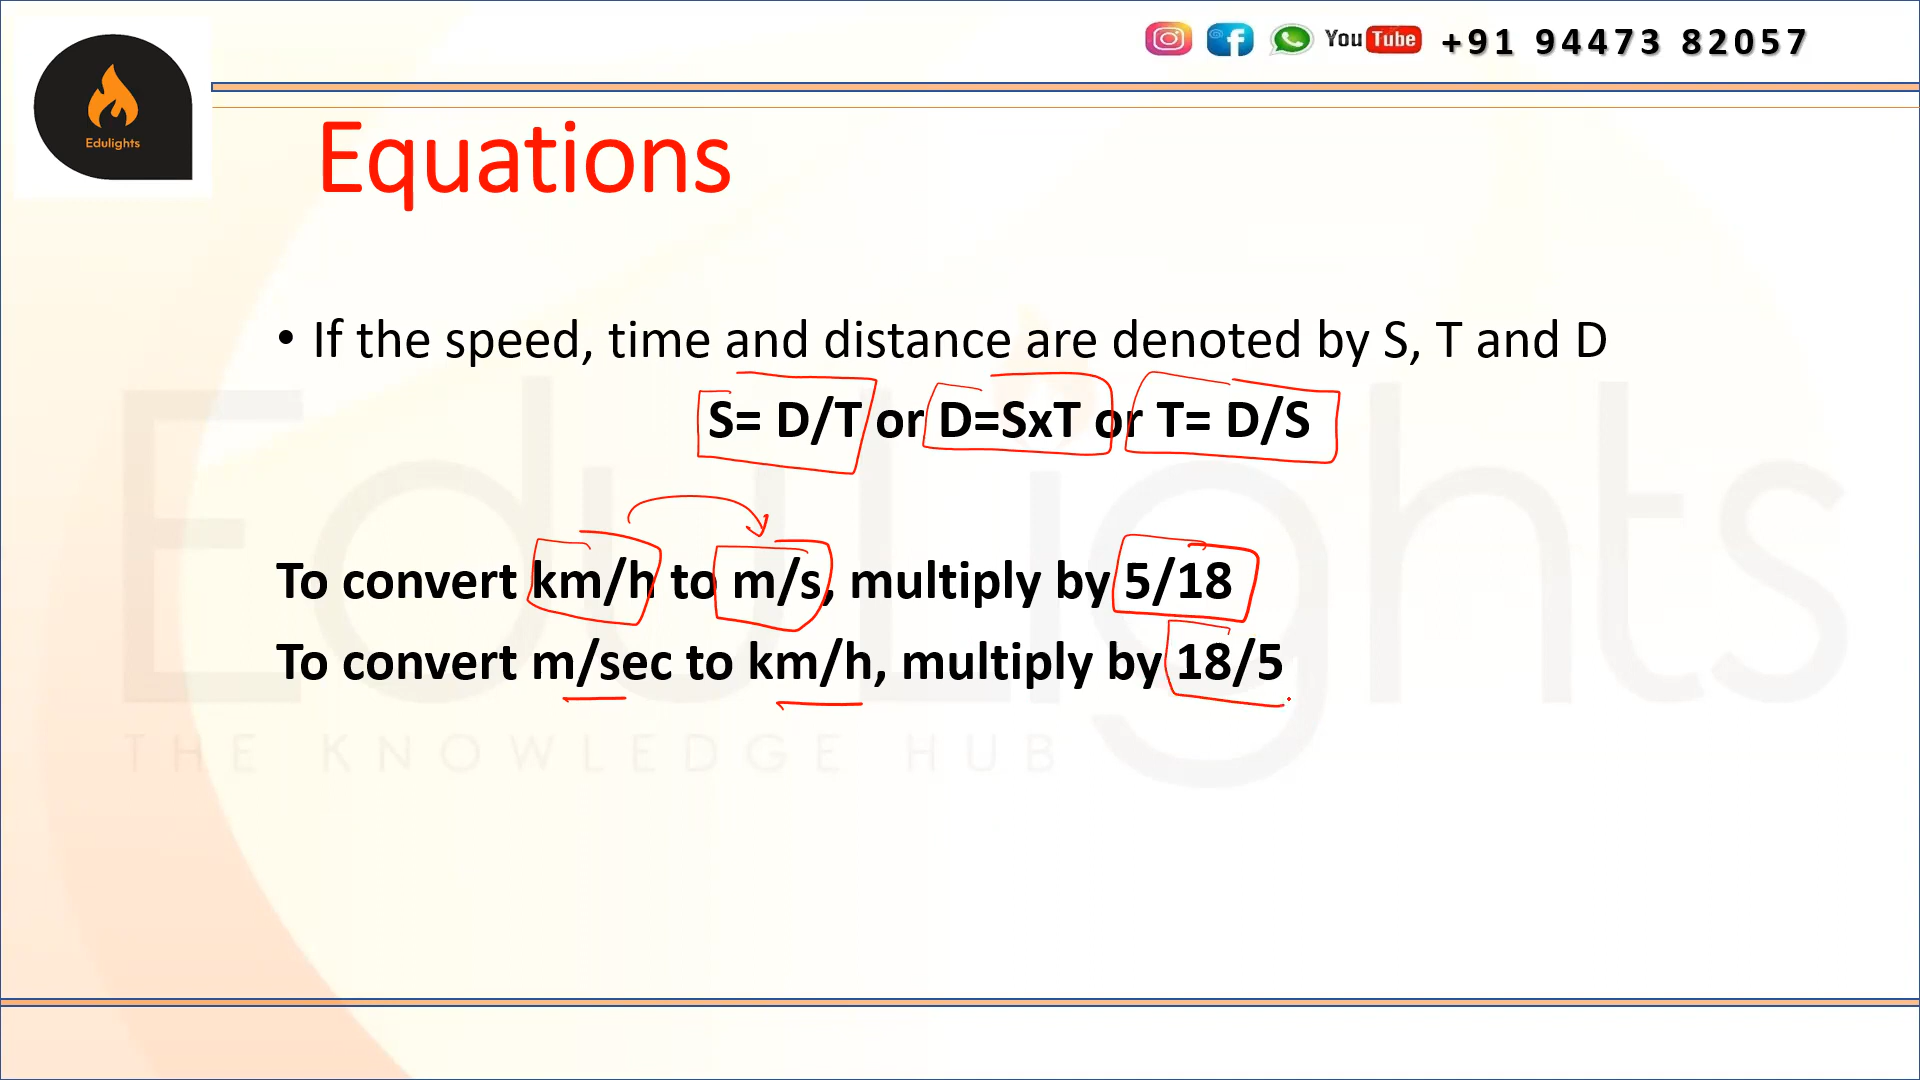 You Tube +91 94473 82057
Edulights
Equations
• If the speed, time and distance are denoted by S, T and D
S= D/T or D=SxT or T= D/S
To convert km/h to m/s, multiply by 5/18
To convert m/sec to km/h, multiply by 18/5
EduLights
THE KNOWLEDGE HUB